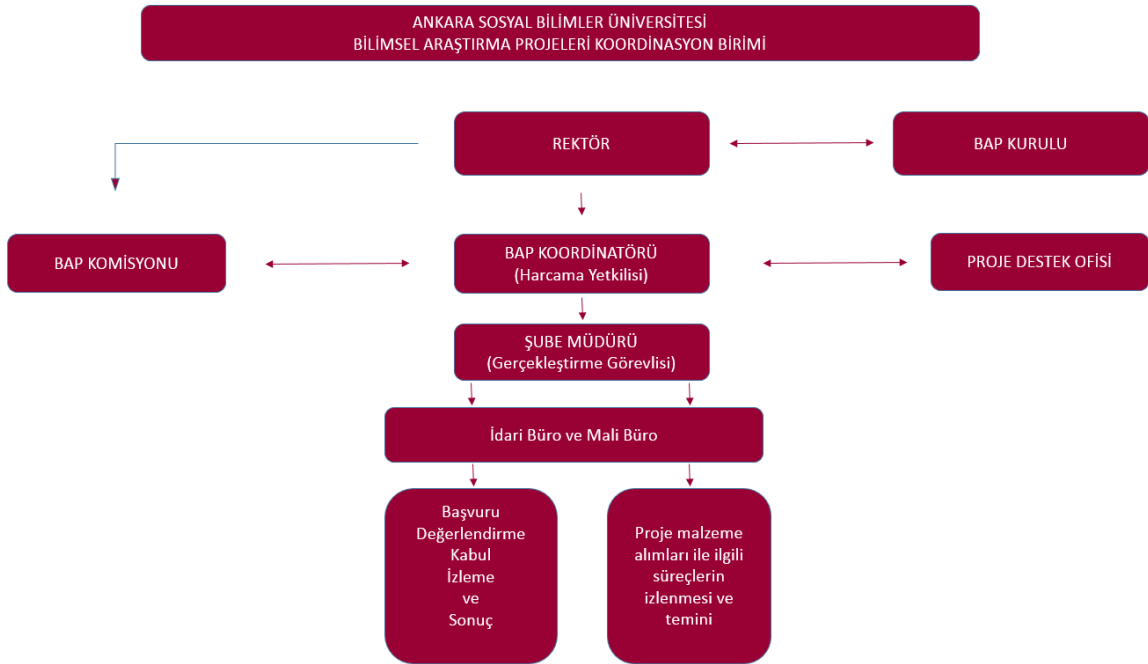 ANKARA SOSYAL BİLİMLER ÜNİVERSİTESİ
BİLİMSEL ARAŞTIRMA PROJELERİ KOORDİNASYON BİRİMİ
REKTÖR
BAP KURULU
BAP KOMİSYONU
BAP KOORDİNATÖRÜ
(Harcama Yetkilisi)
PROJE DESTEK OFİSİ
ŞUBE MÜDÜRÜ
(Gerçekleştirme Görevlisi)
İdari Büro ve Mali Büro
Başvuru
Değerlendirme
Kabul
İzleme
ve
Sonuç
Proje malzeme
alımları ile ilgili
süreçlerin
izlenmesi ve
temini